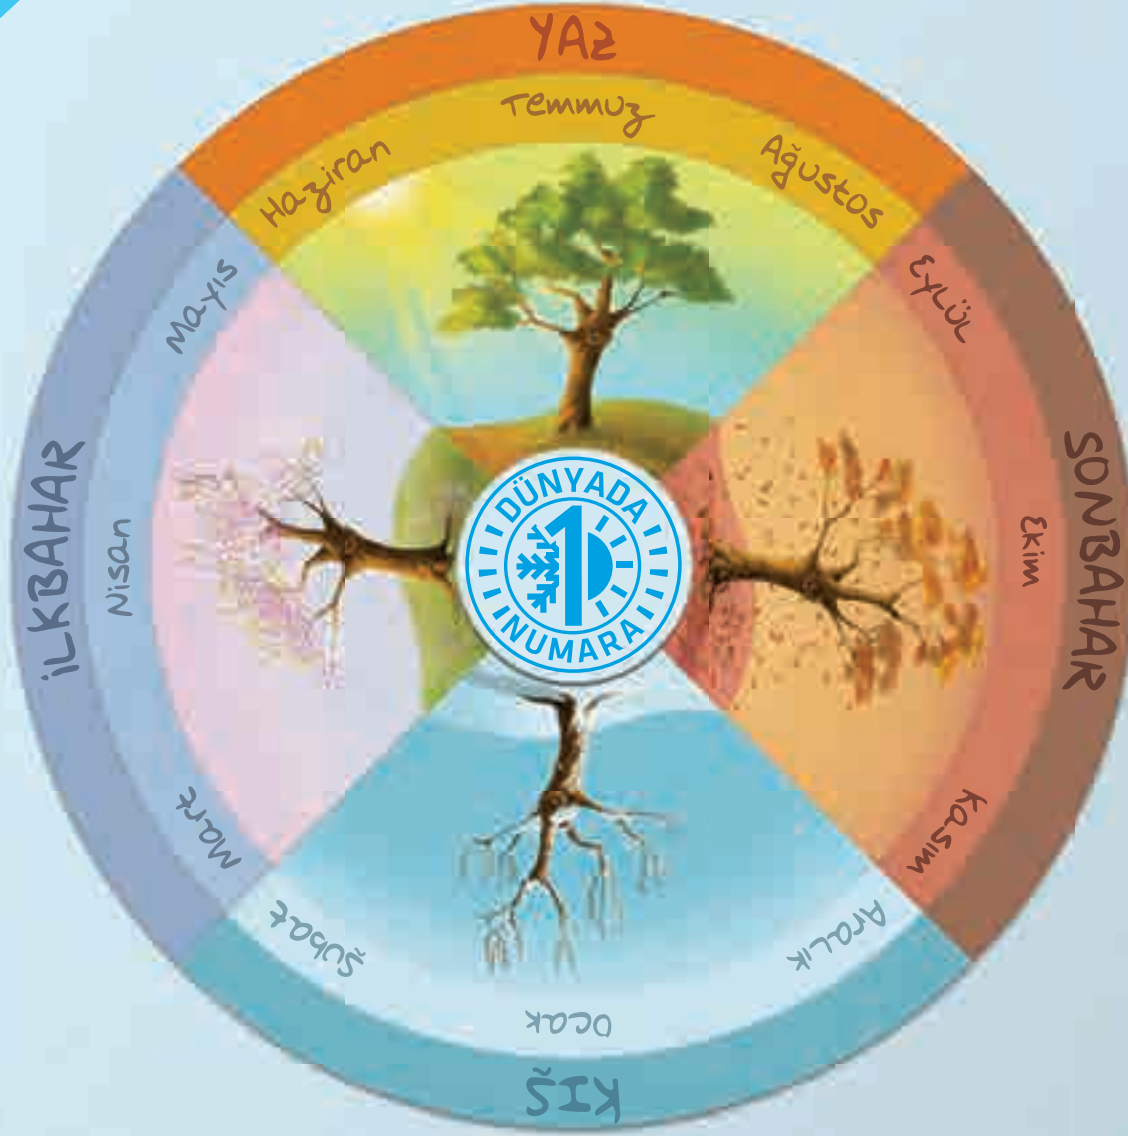 YAZ
Haziran
Temmuz
Ağustos
SONBAHAR
Eylül
Ekim
Kasım
KIŞ
Aralık
Ocak
Şubat
İLKBAHAR
Mart
Nisan
Mayıs
DÜNYADA
1
NUMARA